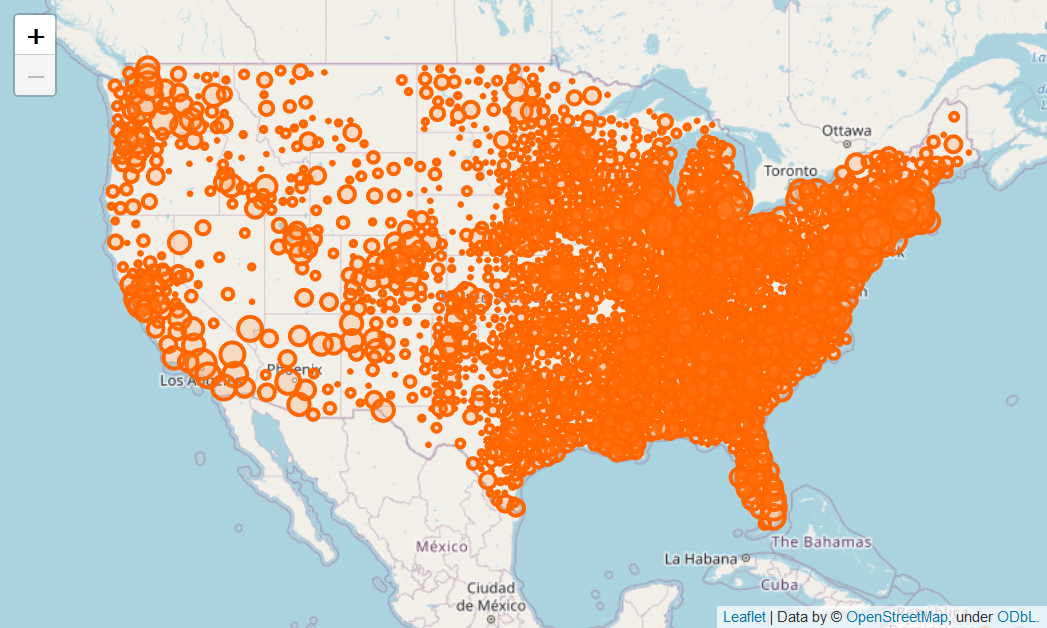 +
−
Ottawa
Toronto
Phoenix
Los A
México
The Bahamas
La Habana
Cuba
Ciudad
de México
Leaflet | Data by © OpenStreetMap, under ODbL.